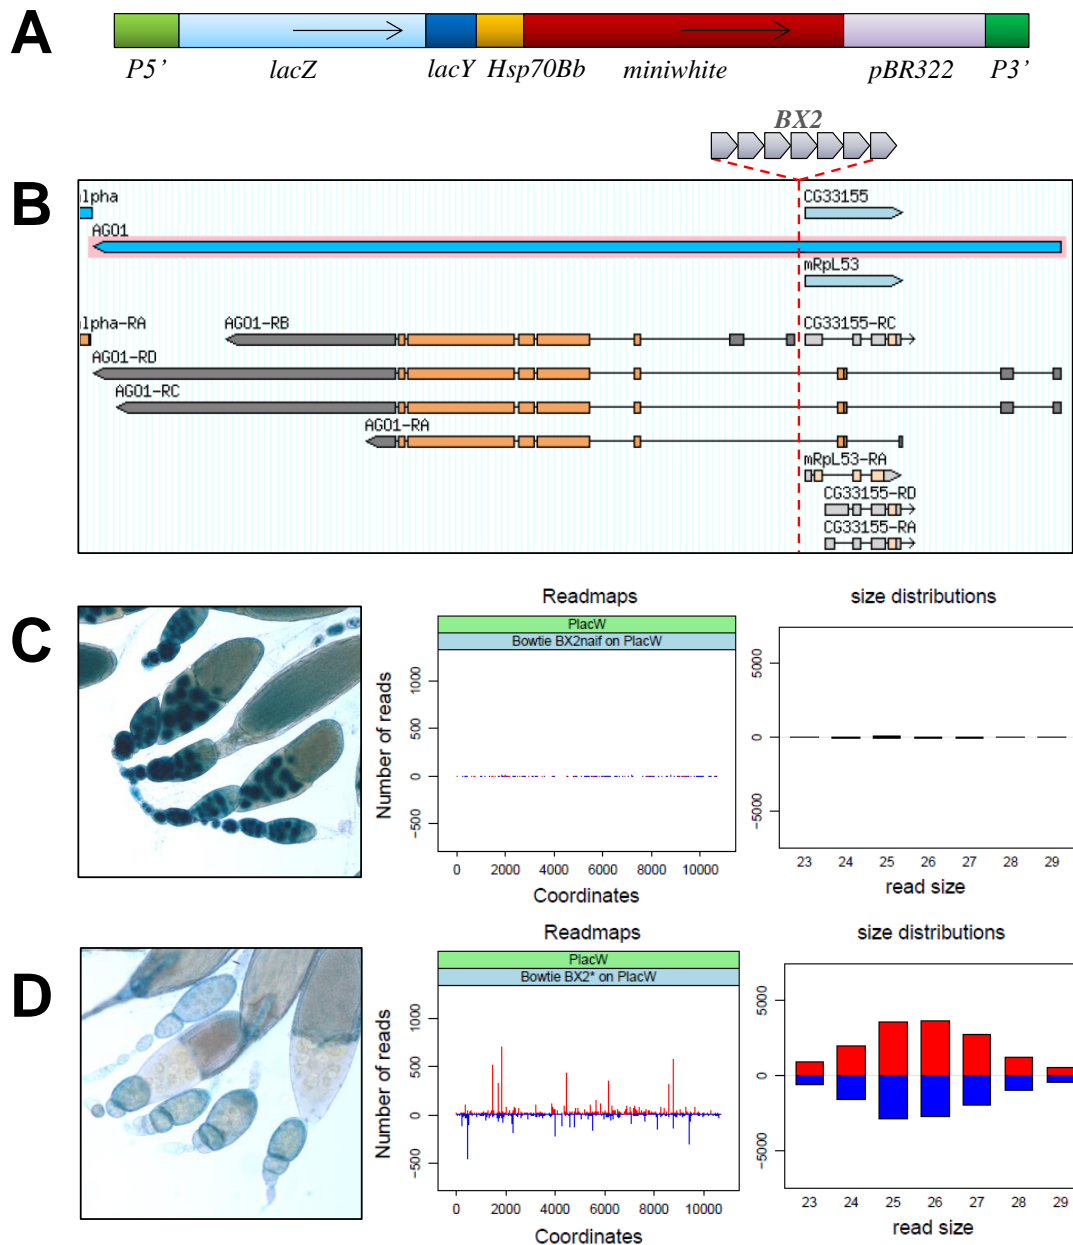 A
P5’ lacZ lacY Hsp70Bb miniwhite pBR322 P3’
BX2
B
lpha CG33155
AGO1
mRpL53
lpha-RA AGO1-RB CG33155-RC
AGO1-RD
AGO1-RC
AGO1-RA
mRpL53-RA
CG33155-RD
CG33155-RA
C
Readmaps
PlacW
Bowtie BX2naif on PlacW
Number of reads
1000
500
0
−500
0 2000 4000 6000 8000 10000
Coordinates
size distributions
5000
0
−5000
23 24 25 26 27 28 29
read size
D
Readmaps
PlacW
Bowtie BX2* on PlacW
Number of reads
1000
500
0
−500
0 2000 4000 6000 8000 10000
Coordinates
size distributions
5000
0
−5000
23 24 25 26 27 28 29
read size